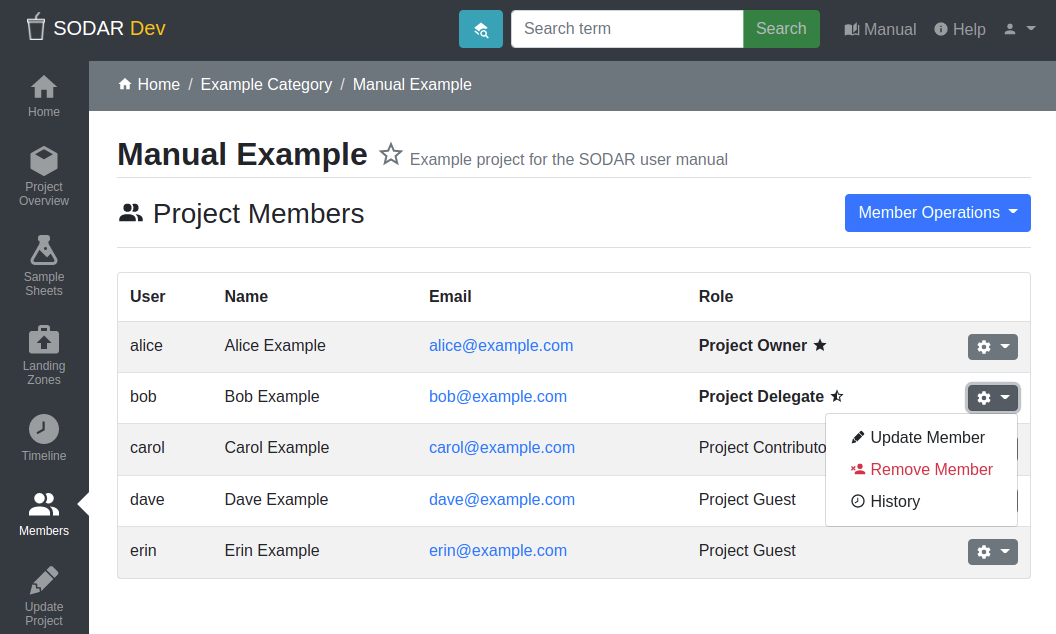 SODAR Dev
Search term
Search
Manual
Help
Home / Example Category / Manual Example
Home
Project
Overview
Sample
Sheets
Landing
Zones
Timeline
Members
Update
Project
Manual Example
Example project for the SODAR user manual
Project Members
Member Operations
User Name Email Role
alice Alice Example alice@example.com Project Owner
bob Bob Example bob@example.com Project Delegate
carol Carol Example carol@example.com Project Contributo
dave Dave Example dave@example.com Project Guest
erin Erin Example erin@example.com Project Guest
Update Member
Remove Member
History